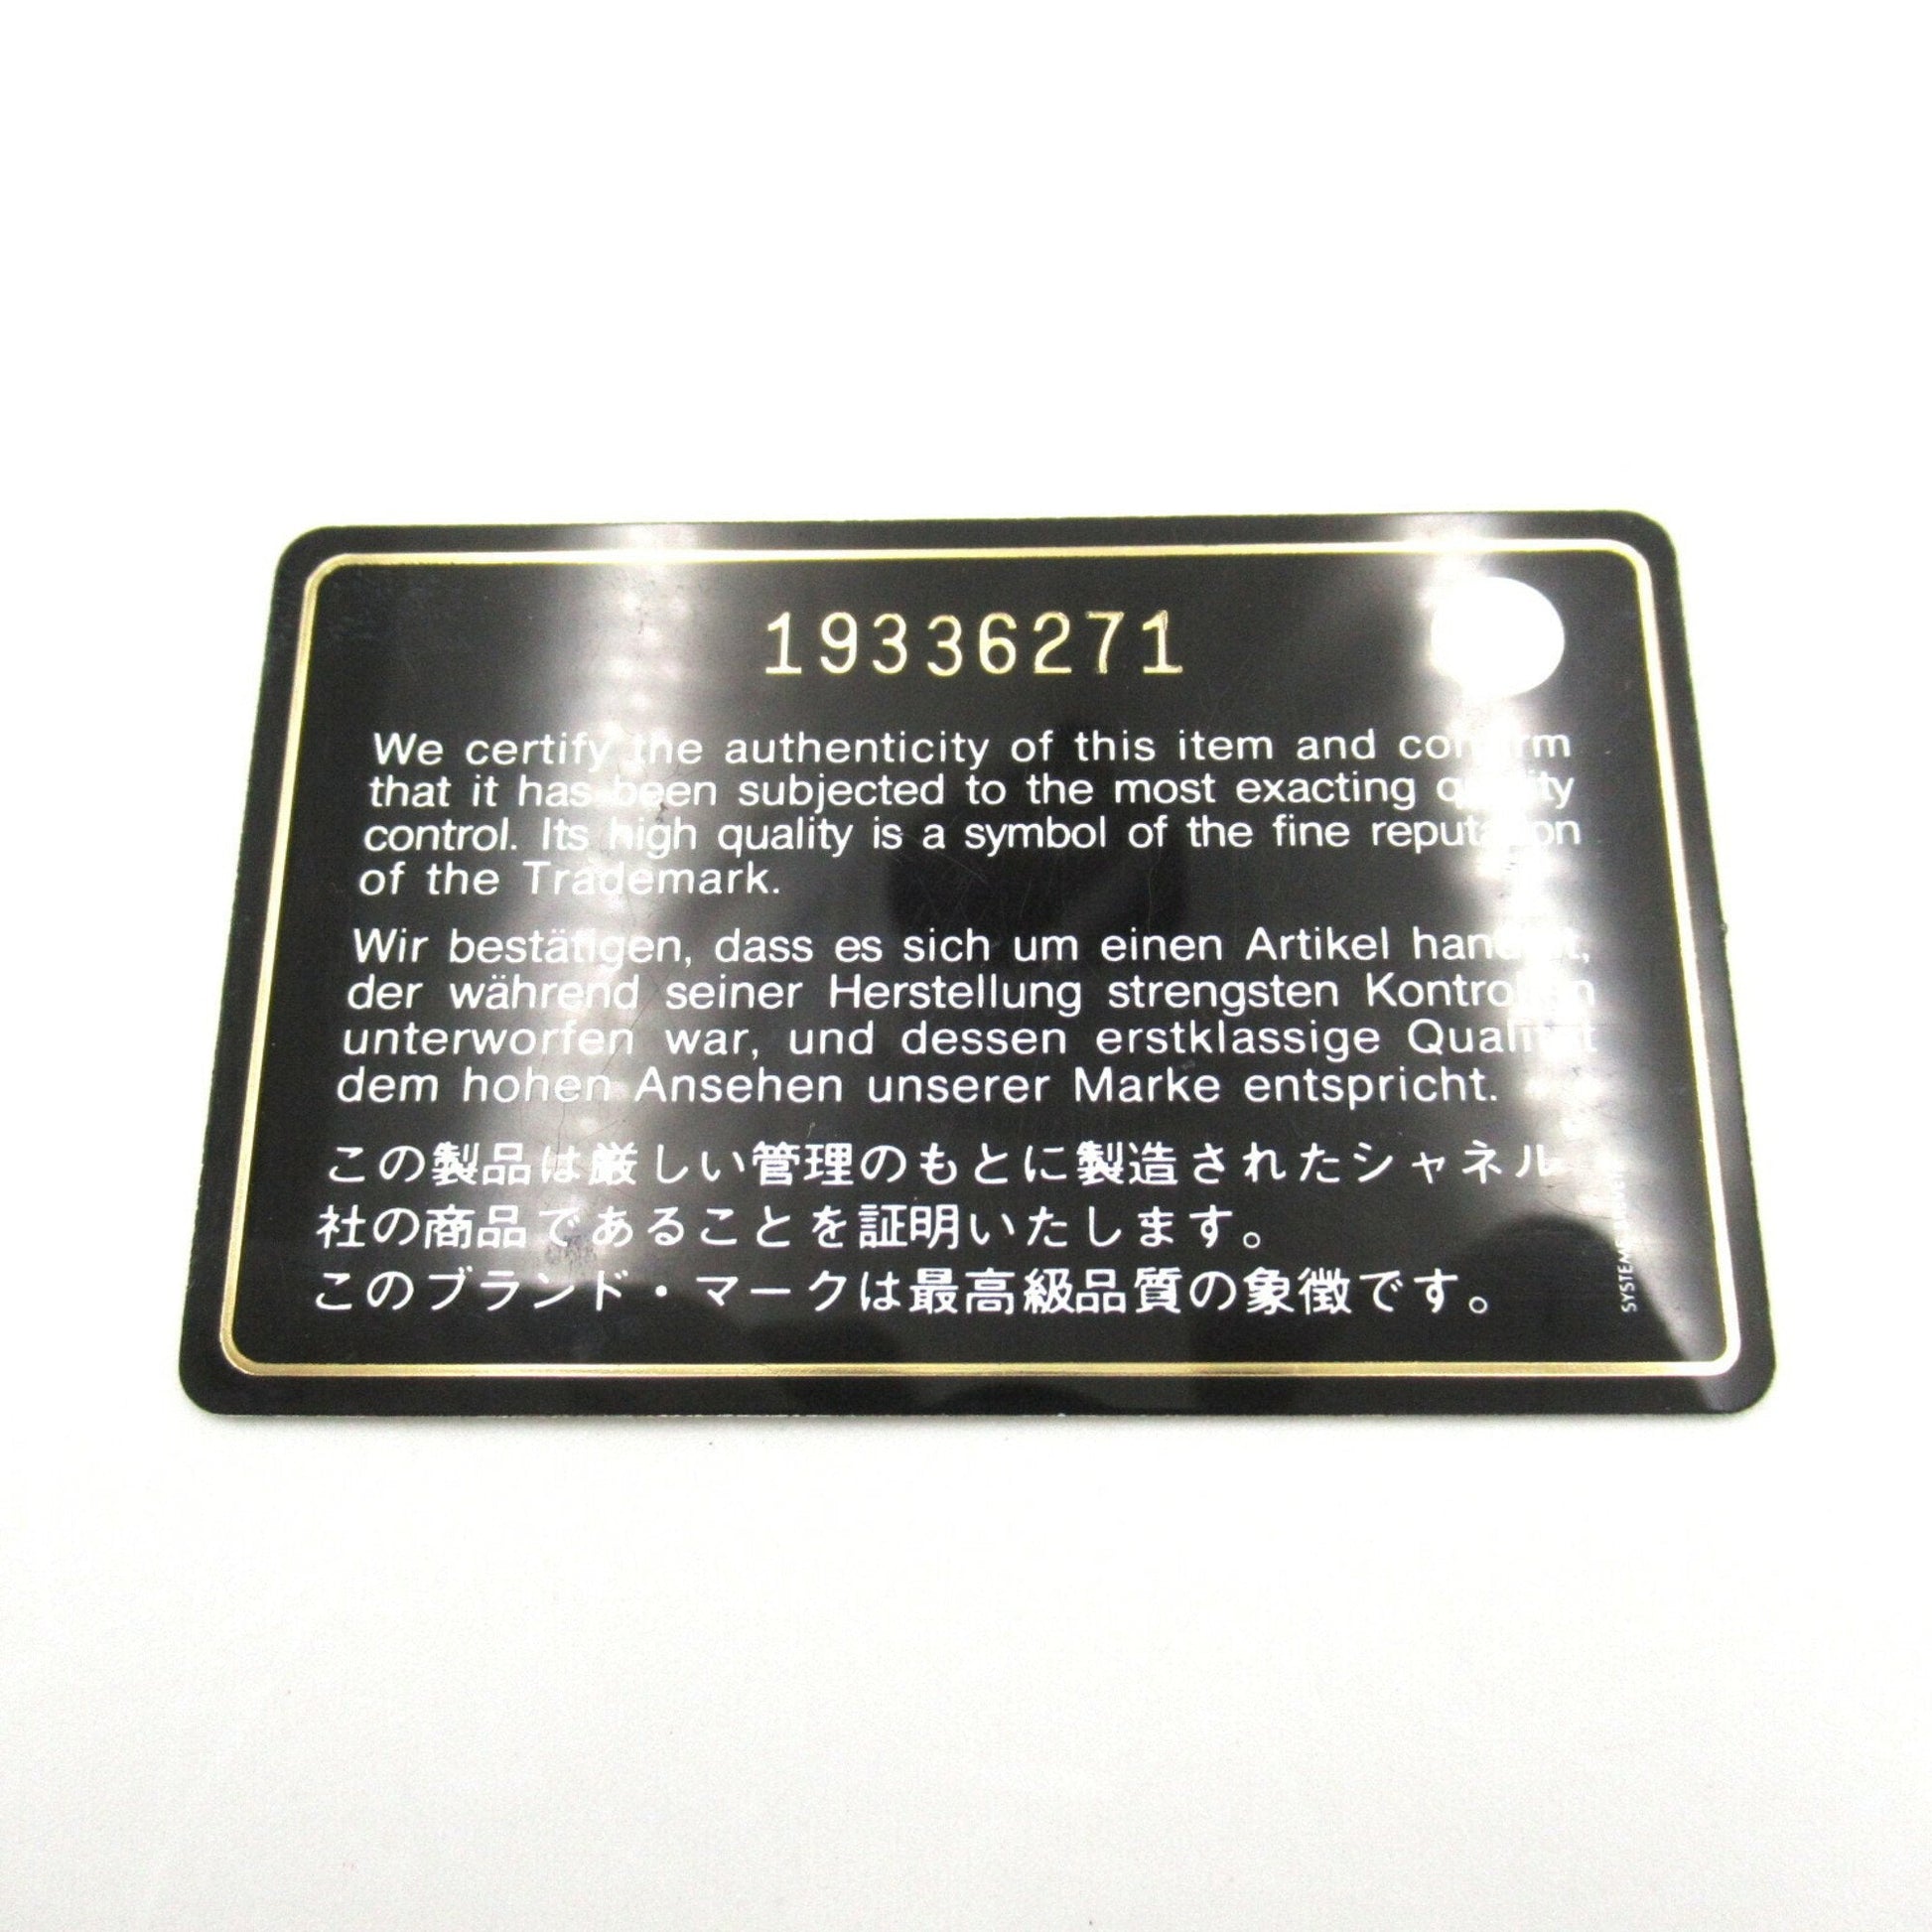 19336271
We certify the authenticity of this item and confirm
that it has been subjected to the most exacting quality
control. Its high quality is a symbol of the fine reputation
of the Trademark.
Wir bestätigen, dass es sich um einen Artikel handelt,
der während seiner Herstellung strengsten Kontrollen
unterworfen war, und dessen erstklassige Qualität
dem hohen Ansehen unserer Marke entspricht.
この製品は厳しい管理のもとに製造されたシャネル
社の商品であることを証明いたします。
このブランド・マークは最高級品質の象徴です。